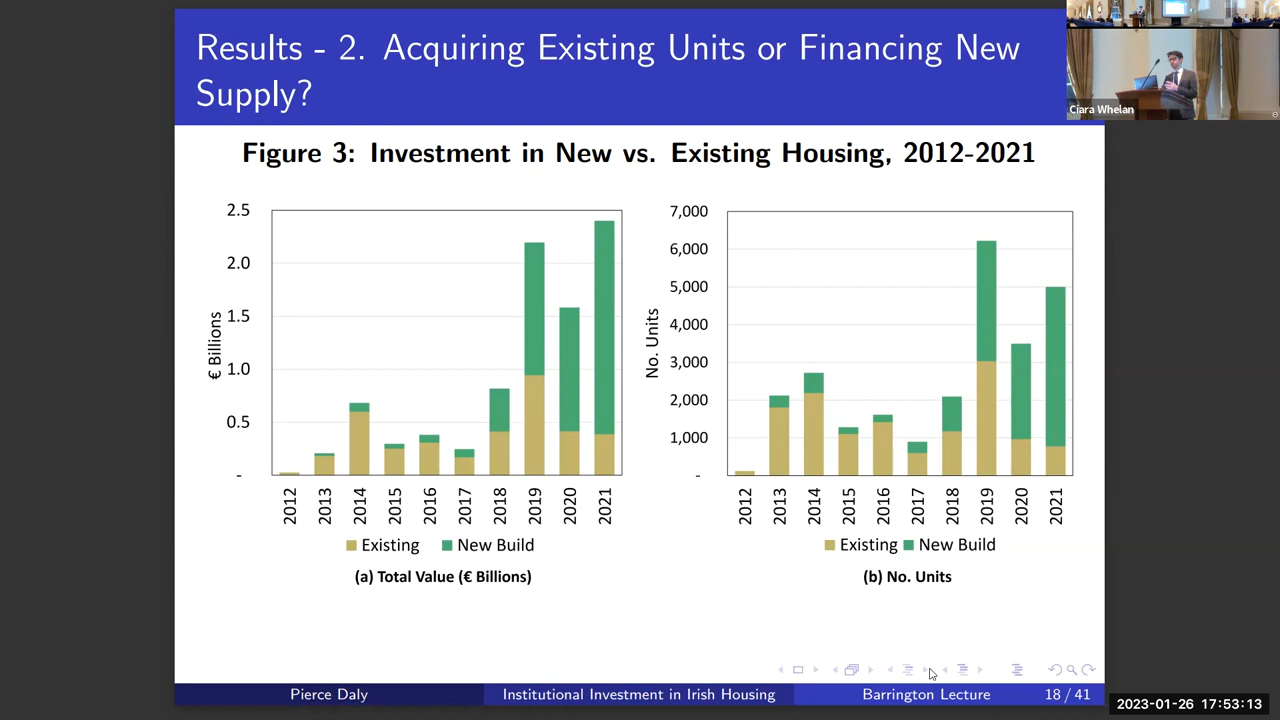 Results - 2. Acquiring Existing Units or Financing New
Supply?
Ciara Whelan
Figure 3: Investment in New vs. Existing Housing, 2012-2021
2.5
2.0
1.5
1.0
0.5
-
€ Billions
2012
2013
2014
2015
2016
2017
2018
2019
2020
2021
Existing
New Build
(a) Total Value (€ Billions)
7,000
6,000
5,000
4,000
3,000
2,000
1,000
-
No. Units
2012
2013
2014
2015
2016
2017
2018
2019
2020
2021
Existing
New Build
(b) No. Units
Pierce Daly
Institutional Investment in Irish Housing
Barrington Lecture
18 / 41
2023-01-26 17:53:13